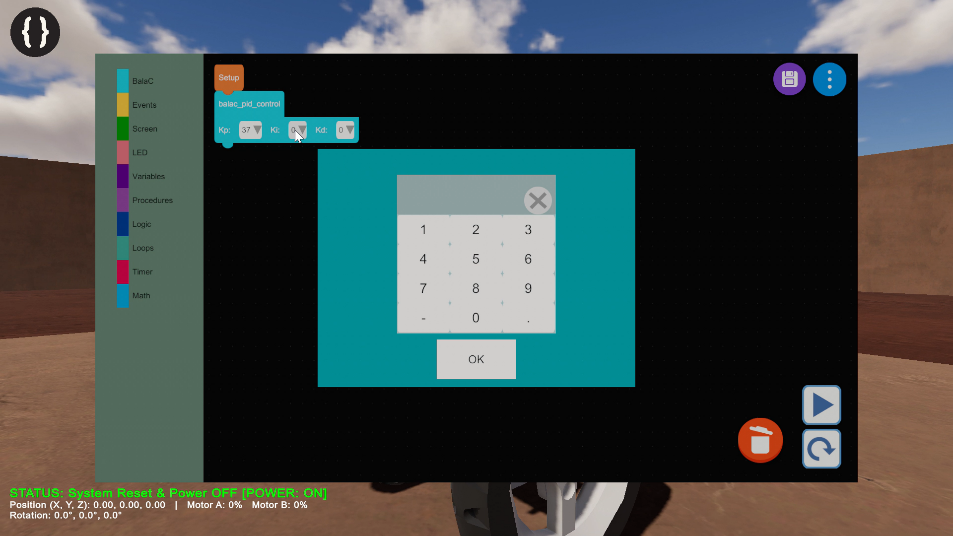 {}
BalaC
Events
Screen
LED
Variables
Procedures
Logic
Loops
Timer
Math
Setup
balac_pid_control
Kp: 37 Ki: 0 Kd: 0
1 2 3
4 5 6
7 8 9
- 0 .
OK
STATUS: System Reset & Power OFF [POWER: ON]
Position (X, Y, Z): 0.00, 0.00, 0.00 | Motor A: 0% Motor B: 0%
Rotation: 0.0°, 0.0°, 0.0°